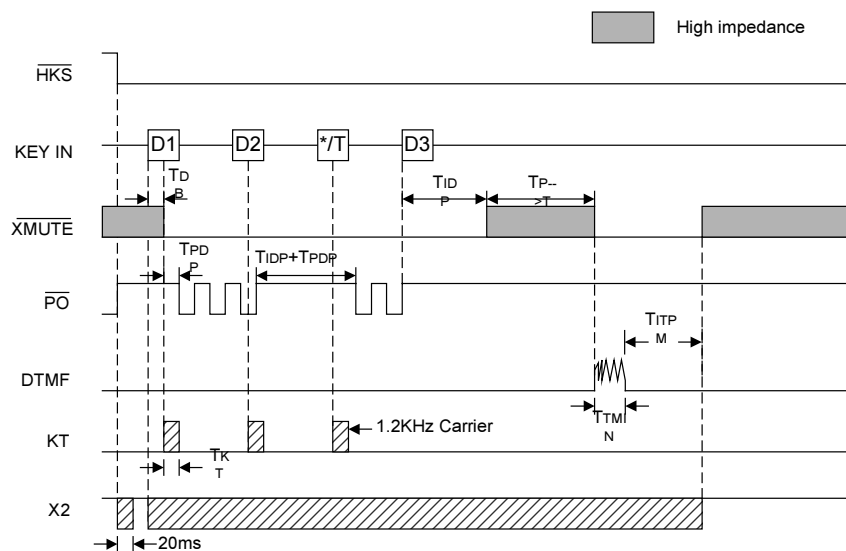 High impedance
HKS
KEY IN
D1
D2
*/T
D3
TD
B
TID
P
TP--
>T
XMUTE
TPD
P
TIDP+TPDP
PO
TITP
M
DTMF
TTMI
N
KT
1.2KHz Carrier
TK
T
X2
20ms